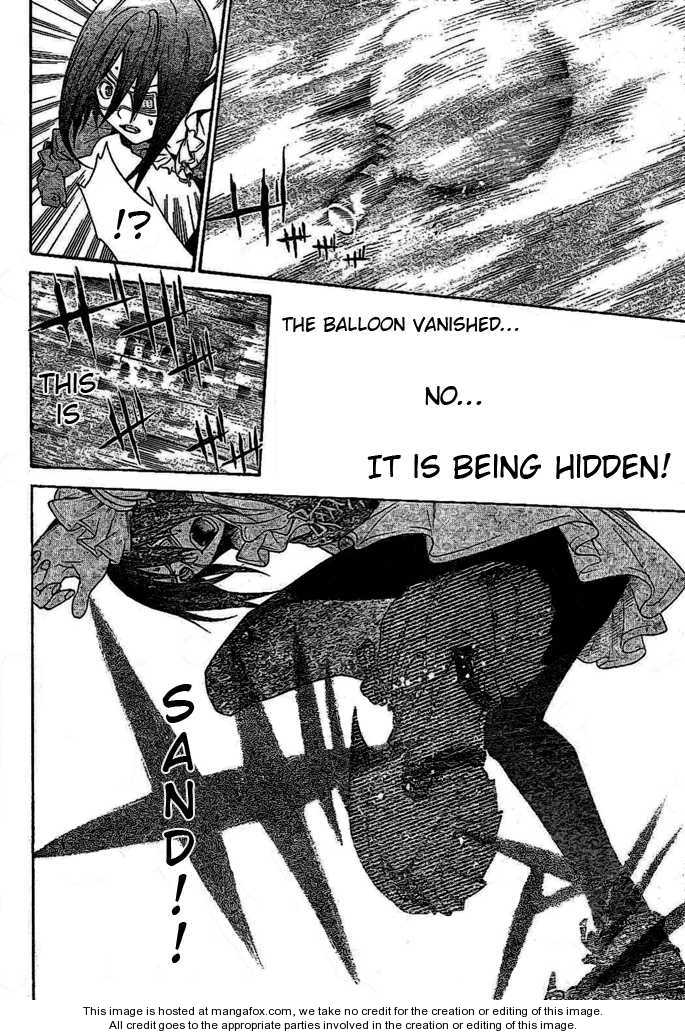 !?
THE BALLOON VANISHED...
NO...
IT IS BEING HIDDEN!
THIS
IS
SAND!!
This image is hosted at mangafox.com, we take no credit for the creation or editing of this image.
All credit goes to the appropriate parties involved in the creation or editing of this image.